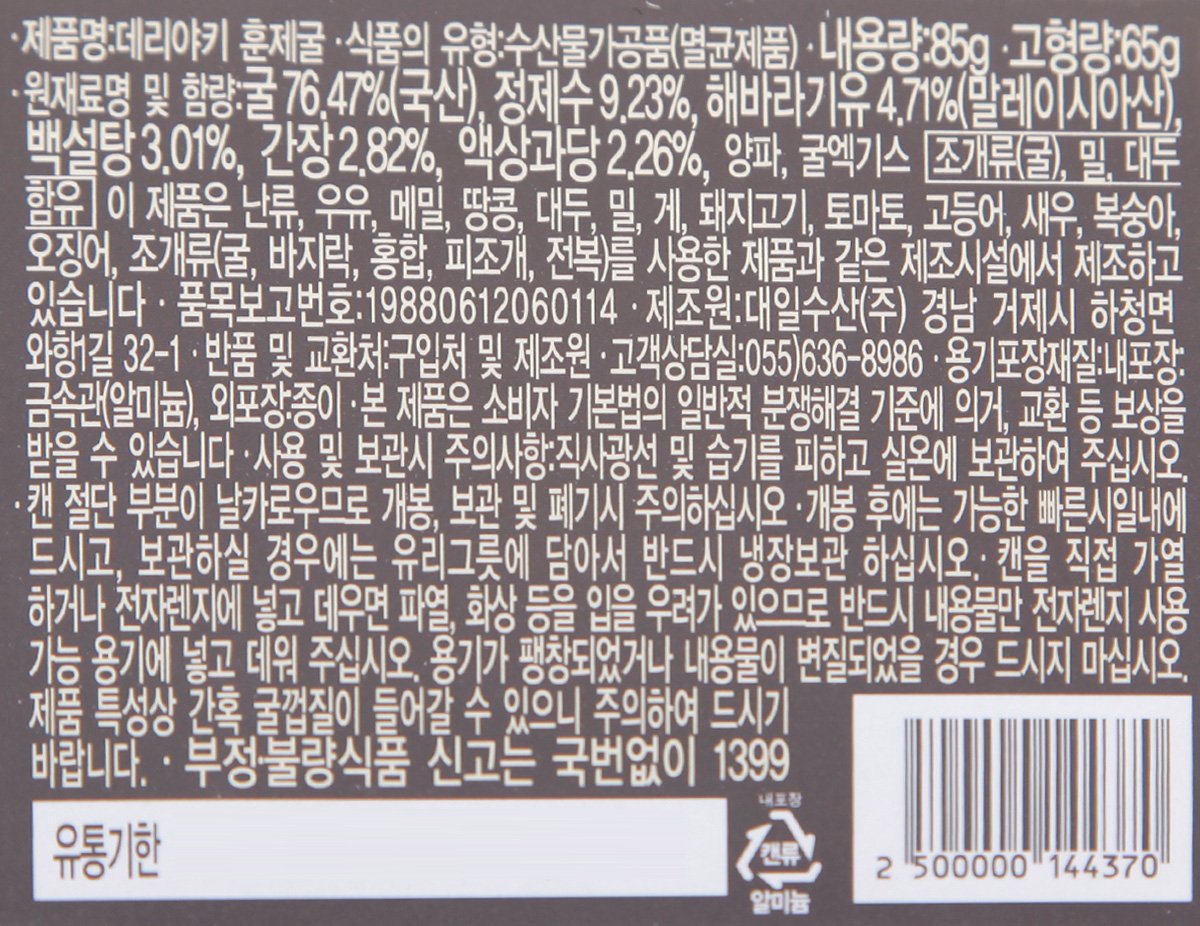 ·제품명:데리야키 훈제굴 ·식품의 유형:수산물가공품(멸균제품) ·내용량:85g ·고형량:65g
·원재료명 및 함량:굴 76.47%(국산), 정제수 9.23%, 해바라기유 4.71%(말레이시아산),
백설탕 3.01%, 간장 2.82%, 액상과당 2.26%, 양파, 굴엑기스 조개류(굴), 밀, 대두
함유 이 제품은 난류, 우유, 메밀, 땅콩, 대두, 밀, 게, 돼지고기, 토마토, 고등어, 새우, 복숭아,
오징어, 조개류(굴, 바지락, 홍합, 피조개, 전복)를 사용한 제품과 같은 제조시설에서 제조하고
있습니다 · 품목보고번호:19880612060114 · 제조원:대일수산(주) 경남 거제시 하청면
와항1길 32-1 · 반품 및 교환처:구입처 및 제조원 ·고객상담실:055)636-8986 ·용기포장재질:내포장:
금속관(알미늄), 외포장:종이 ·본 제품은 소비자 기본법의 일반적 분쟁해결 기준에 의거, 교환 등 보상을
받을 수 있습니다 ·사용 및 보관시 주의사항:직사광선 및 습기를 피하고 실온에 보관하여 주십시오.
·캔 절단 부분이 날카로우므로 개봉, 보관 및 폐기시 주의하십시오 ·개봉 후에는 가능한 빠른시일내에
드시고, 보관하실 경우에는 유리그릇에 담아서 반드시 냉장보관 하십시오. · 캔을 직접 가열
하거나 전자렌지에 넣고 데우면 파열, 화상 등을 입을 우려가 있으므로 반드시 내용물만 전자렌지 사용
가능 용기에 넣고 데워 주십시오. 용기가 팽창되었거나 내용물이 변질되었을 경우 드시지 마십시오.
제품 특성상 간혹 굴껍질이 들어갈 수 있으니 주의하여 드시기
바랍니다. · 부정·불량식품 신고는 국번없이 1399
유통기한
내포장
캔류
알미늄
2 500000 144370